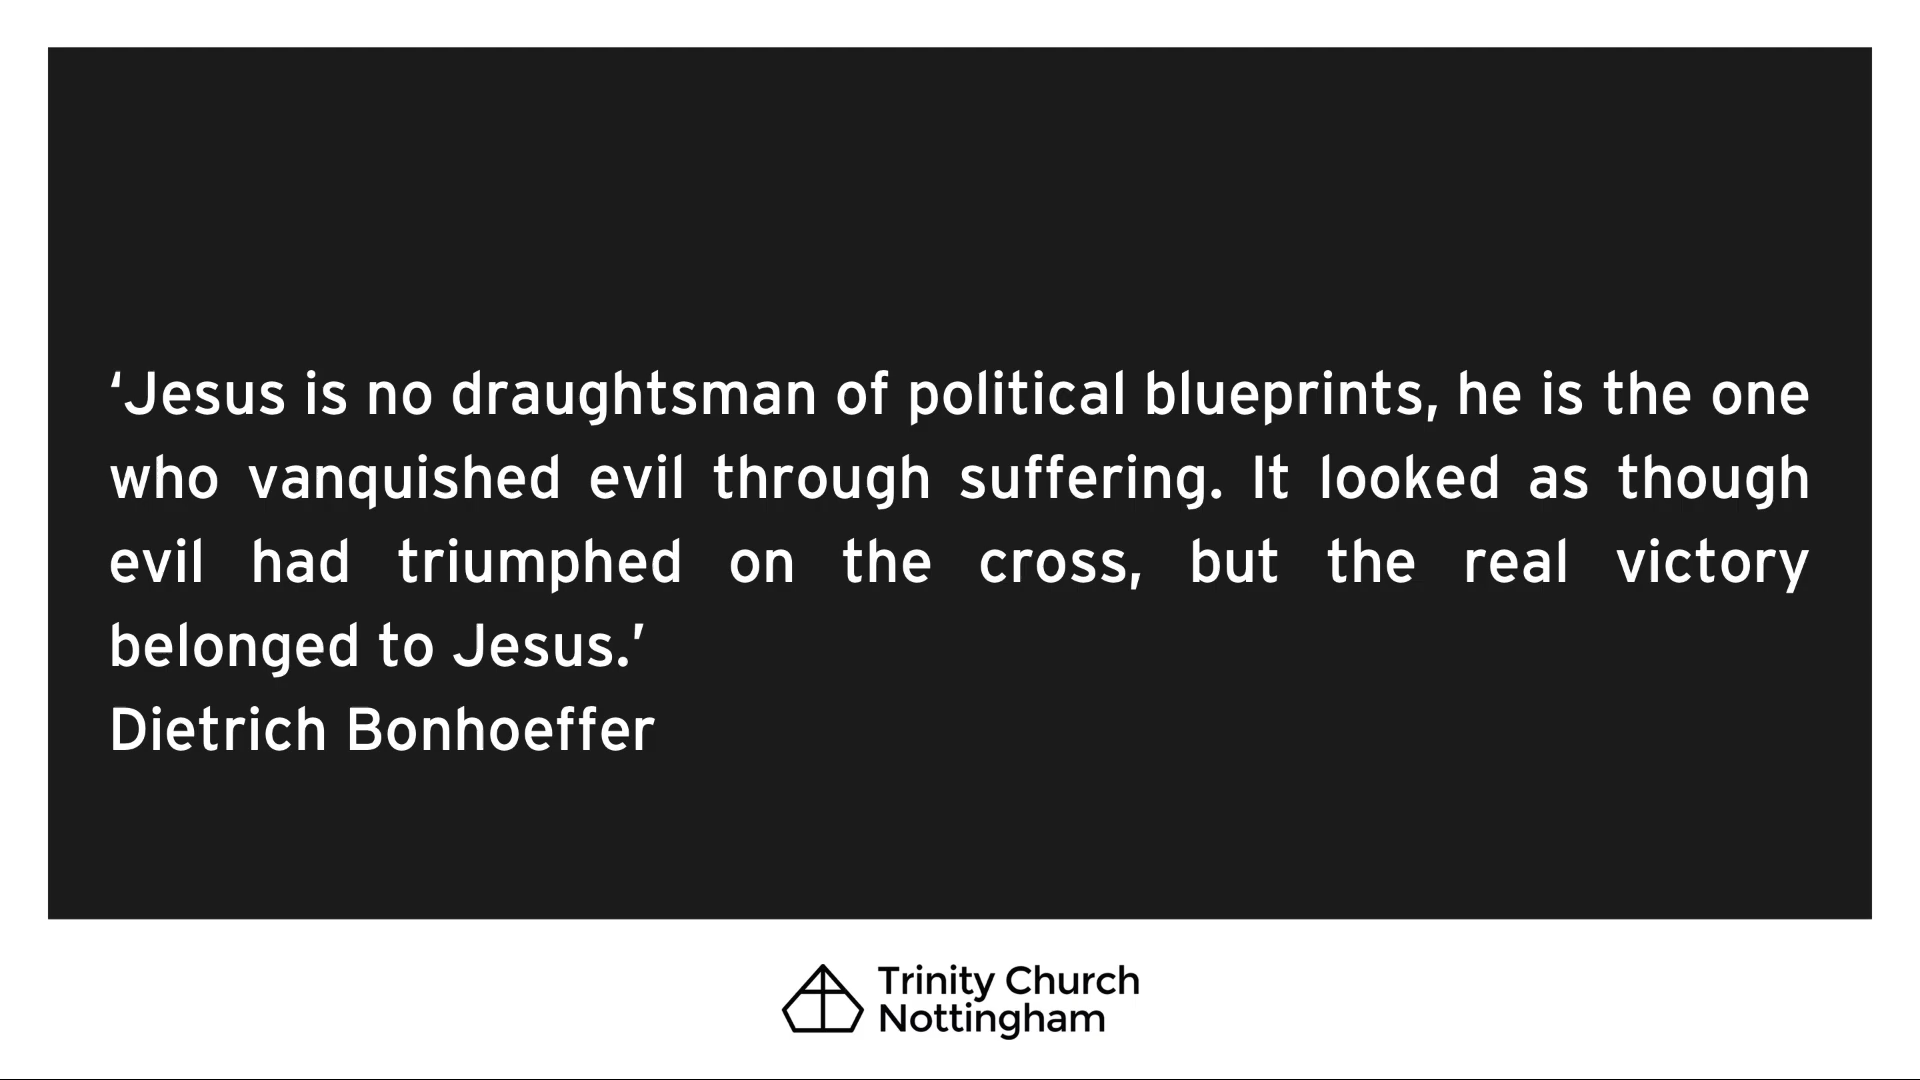 ‘Jesus is no draughtsman of political blueprints, he is the one
who vanquished evil through suffering. It looked as though
evil had triumphed on the cross, but the real victory
belonged to Jesus.’
Dietrich Bonhoeffer
Trinity Church
Nottingham